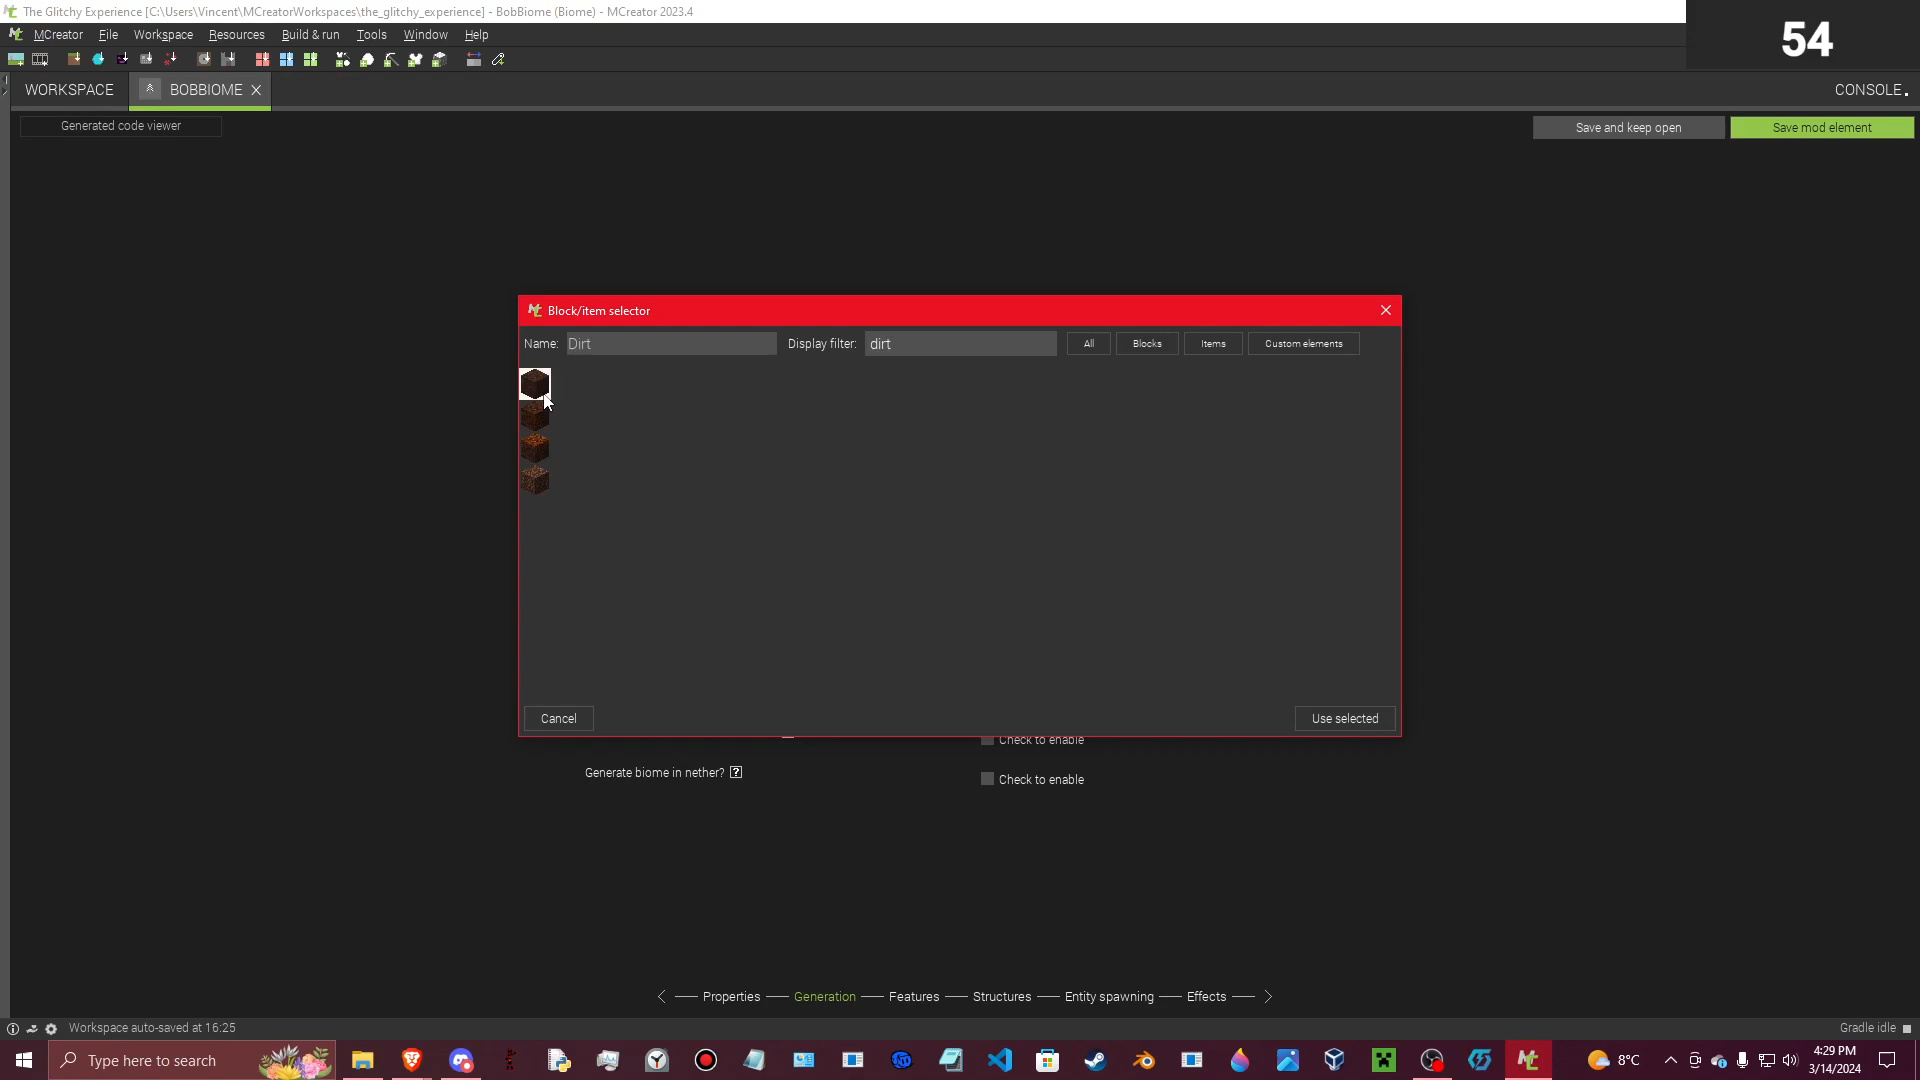 The Glitchy Experience [C:\Users\Vincent\MCreatorWorkspaces\the_glitchy_experience] - BobBiome (Biome) - MCreator 2023.4
54
MCreator File Workspace Resources Build & run Tools Window Help
WORKSPACE BOBBIOME CONSOLE
Generated code viewer Save and keep open Save mod element
Block/item selector
Name: Dirt Display filter: dirt All Blocks Items Custom elements
Cancel Use selected
Check to enable
Generate biome in nether? ? Check to enable
Properties Generation Features Structures Entity spawning Effects
Workspace auto-saved at 16:25 Gradle idle
Type here to search 8°C 4:29 PM
3/14/2024